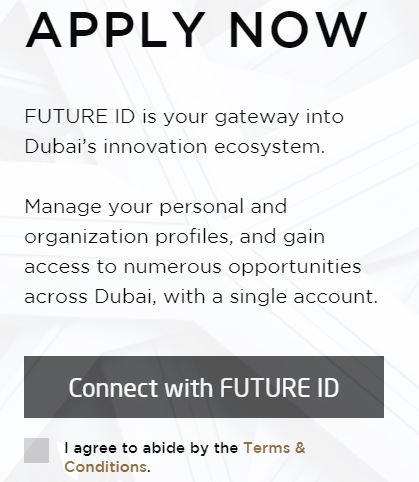 APPLY NOW
FUTURE ID is your gateway into
Dubai's innovation ecosystem.
Manage your personal and
organization profiles, and gain
access to numerous opportunities
across Dubai, with a single account.
Connect with FUTURE ID
I agree to abide by the Terms &
Conditions.